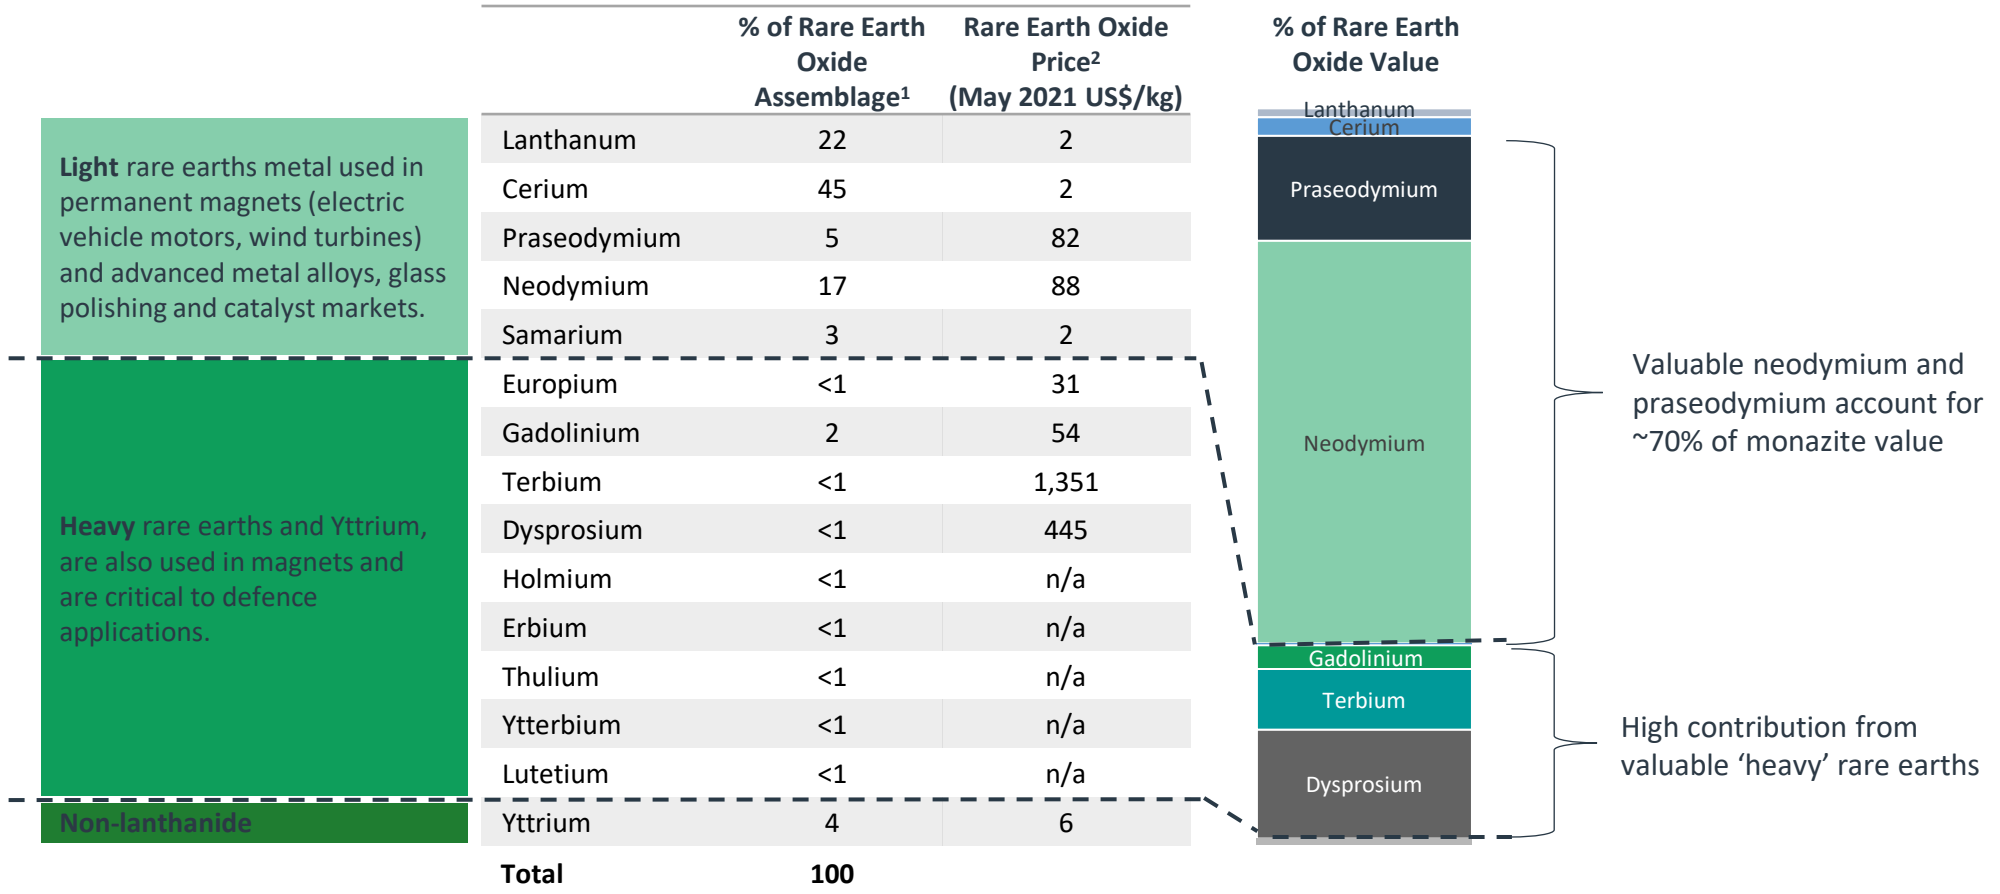 % of Rare Earth
Oxide
Assemblage¹
Rare Earth Oxide
Price²
(May 2021 US$/kg)
% of Rare Earth
Oxide Value
Light rare earths metal used in
permanent magnets (electric
vehicle motors, wind turbines)
and advanced metal alloys, glass
polishing and catalyst markets.
Heavy rare earths and Yttrium,
are also used in magnets and
are critical to defence
applications.
Non-lanthanide
Lanthanum 22 2
Cerium 45 2
Praseodymium 5 82
Neodymium 17 88
Samarium 3 2
Europium <1 31
Gadolinium 2 54
Terbium <1 1,351
Dysprosium <1 445
Holmium <1 n/a
Erbium <1 n/a
Thulium <1 n/a
Ytterbium <1 n/a
Lutetium <1 n/a
Yttrium 4 6
Total 100
Lanthanum
Cerium
Praseodymium
Neodymium
Gadolinium
Terbium
Dysprosium
Valuable neodymium and
praseodymium account for
~70% of monazite value
High contribution from
valuable ‘heavy’ rare earths